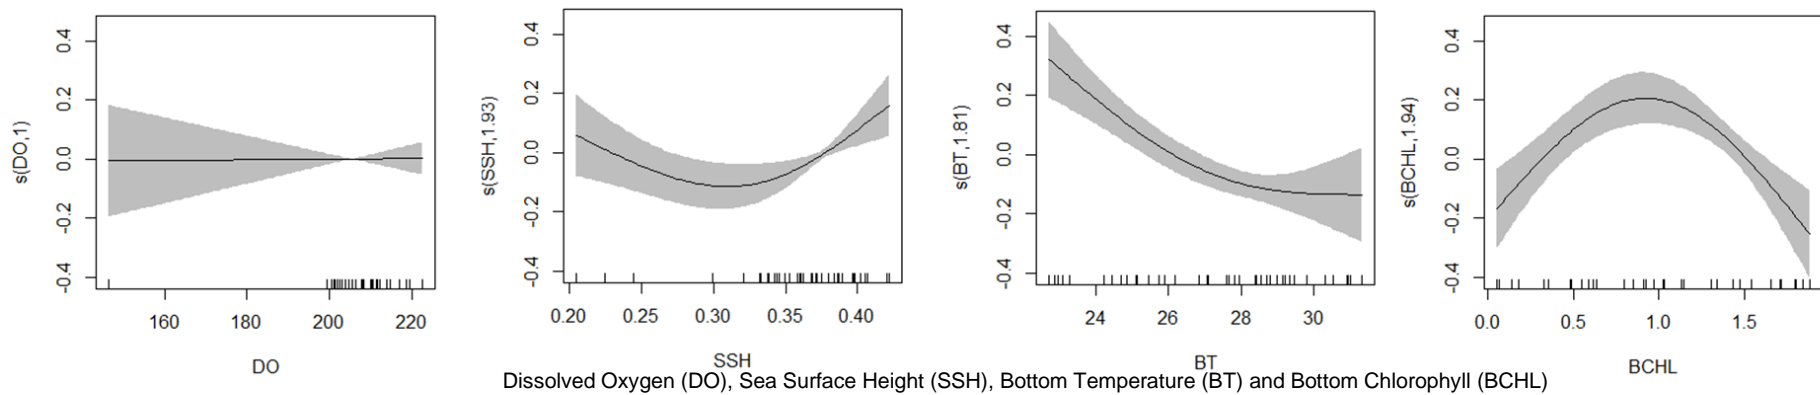 s(DO,1)
0.4
0.2
0.0
-0.2
-0.4
160 180 200 220
DO
s(SSH,1.93)
0.4
0.2
0.0
-0.2
-0.4
0.20 0.25 0.30 0.35 0.40
SSH
s(BT,1.81)
0.4
0.2
0.0
-0.2
-0.4
24 26 28 30
BT
s(BCHL,1.94)
0.4
0.2
0.0
-0.2
-0.4
0.0 0.5 1.0 1.5
BCHL
Dissolved Oxygen (DO), Sea Surface Height (SSH), Bottom Temperature (BT) and Bottom Chlorophyll (BCHL)